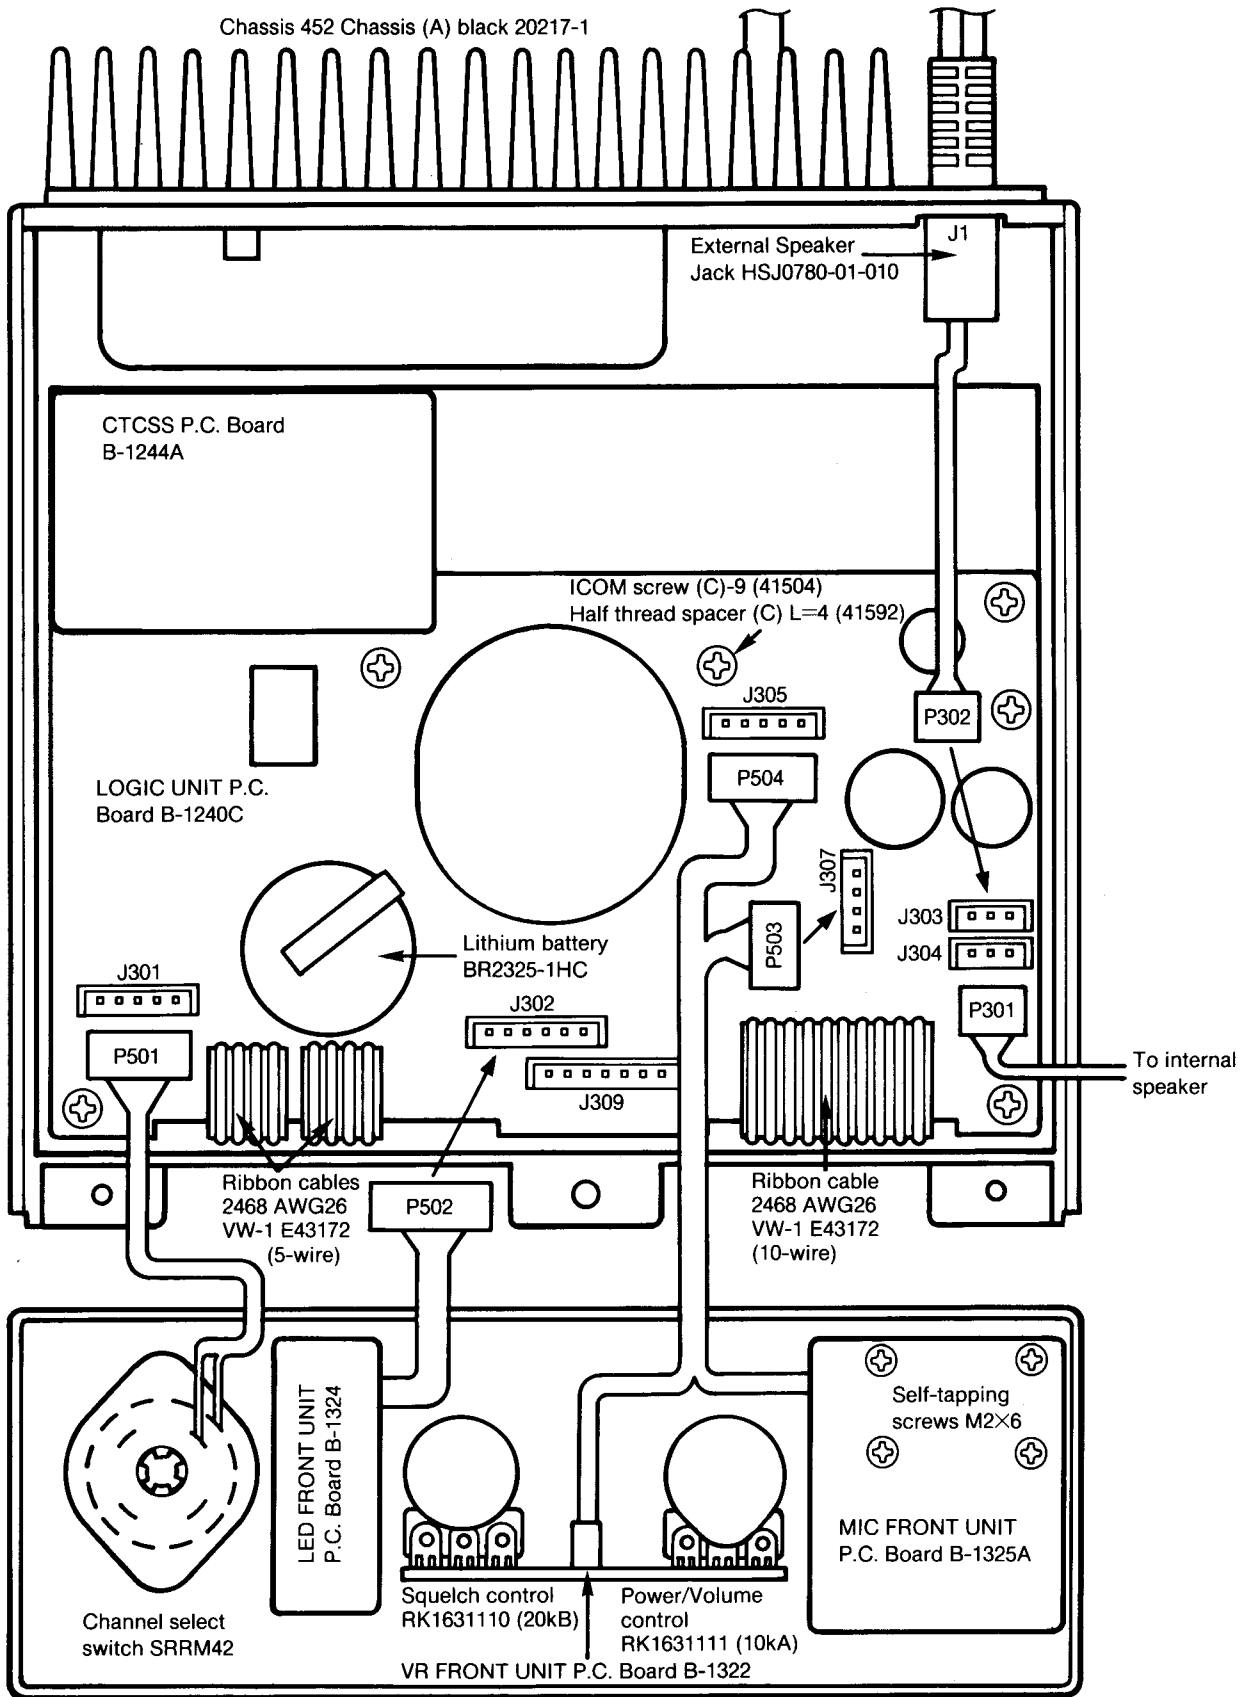 Chassis 452 Chassis (A) black 20217-1
J1
External Speaker
Jack HSJ0780-01-010
CTCSS P.C. Board
B-1244A
ICOM screw (C)-9 (41504)
Half thread spacer (C) L=4 (41592)
J305
P302
P504
LOGIC UNIT P.C.
Board B-1240C
J307
J303
P503
Lithium battery
BR2325-1HC
J304
J301
J302
P301
P501
To internal
speaker
J309
Ribbon cables
2468 AWG26
VW-1 E43172
(5-wire)
P502
Ribbon cable
2468 AWG26
VW-1 E43172
(10-wire)
LED FRONT UNIT
P.C. Board B-1324
Self-tapping
screws M2×6
MIC FRONT UNIT
P.C. Board B-1325A
Squelch control
RK1631110 (20kB)
Power/Volume
control
RK1631111 (10kA)
Channel select
switch SRRM42
VR FRONT UNIT P.C. Board B-1322